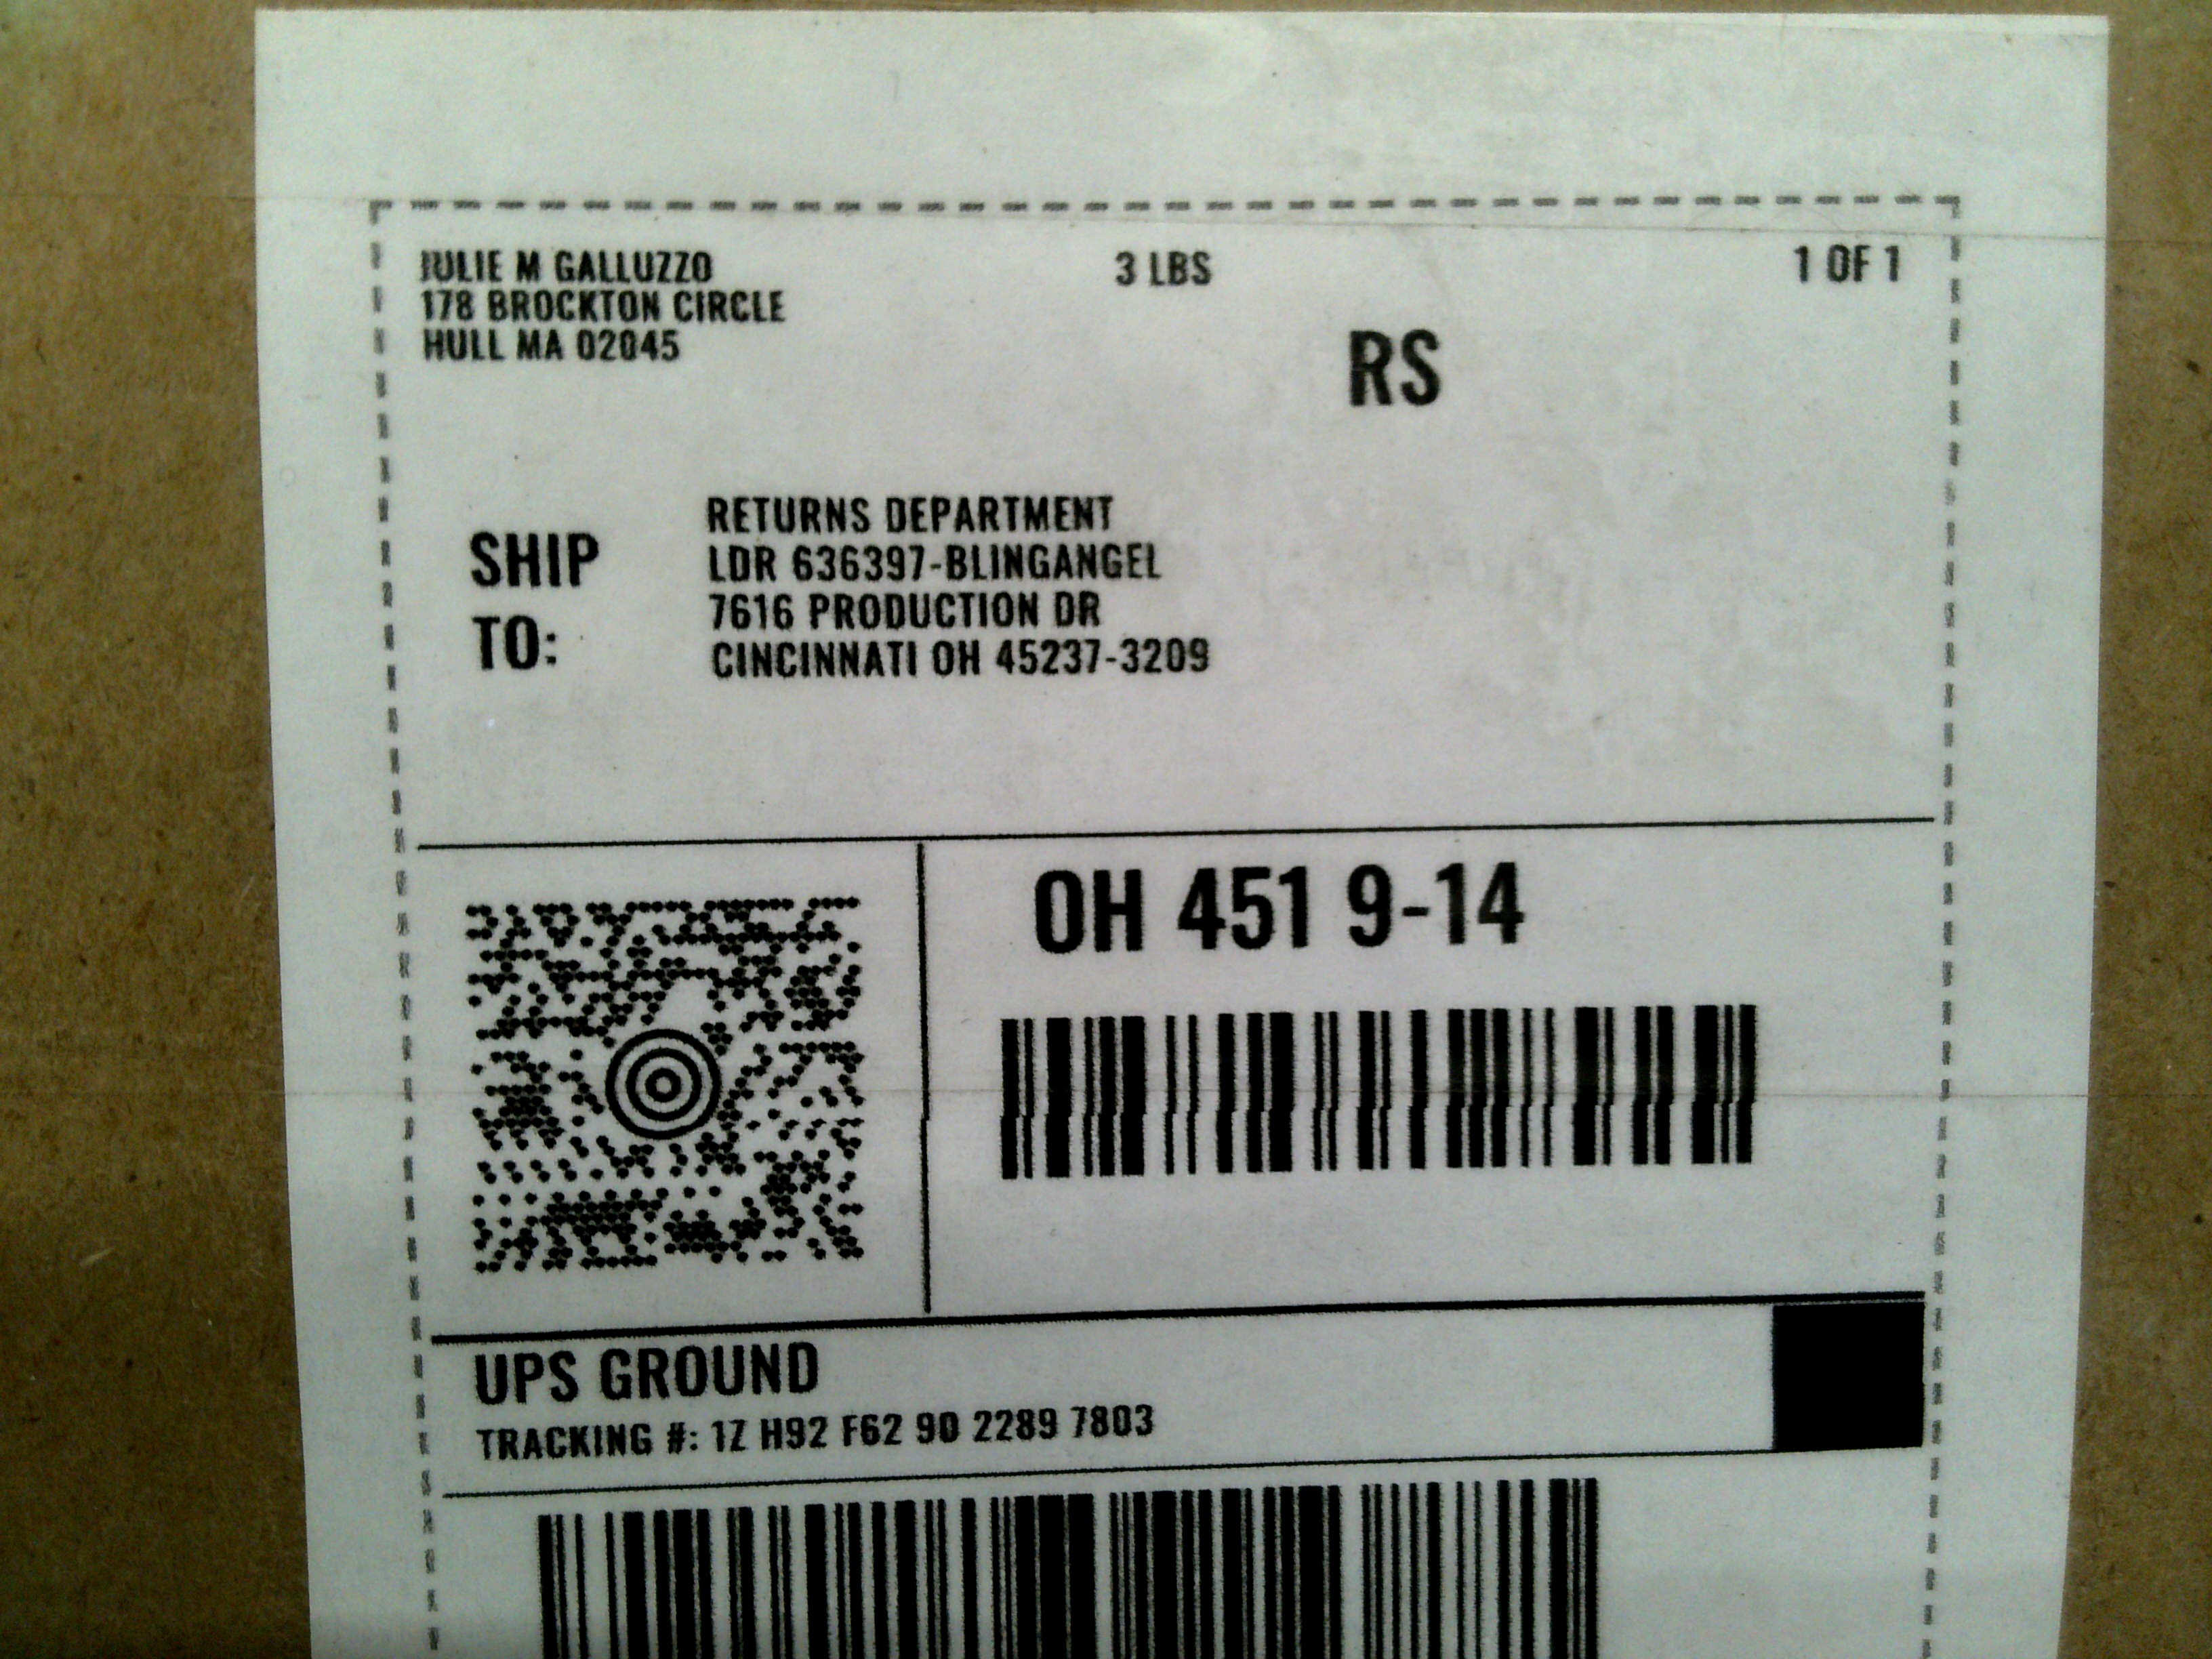 JULIE M GALLUZZO
178 BROCKTON CIRCLE
HULL MA 02045
3 LBS
1 OF 1
RS
SHIP TO:
RETURNS DEPARTMENT
LDR 636397-BLINGANGEL
7616 PRODUCTION DR
CINCINNATI OH 45237-3209
OH 451 9-14
UPS GROUND
TRACKING #: 1Z H92 F62 90 2289 7803